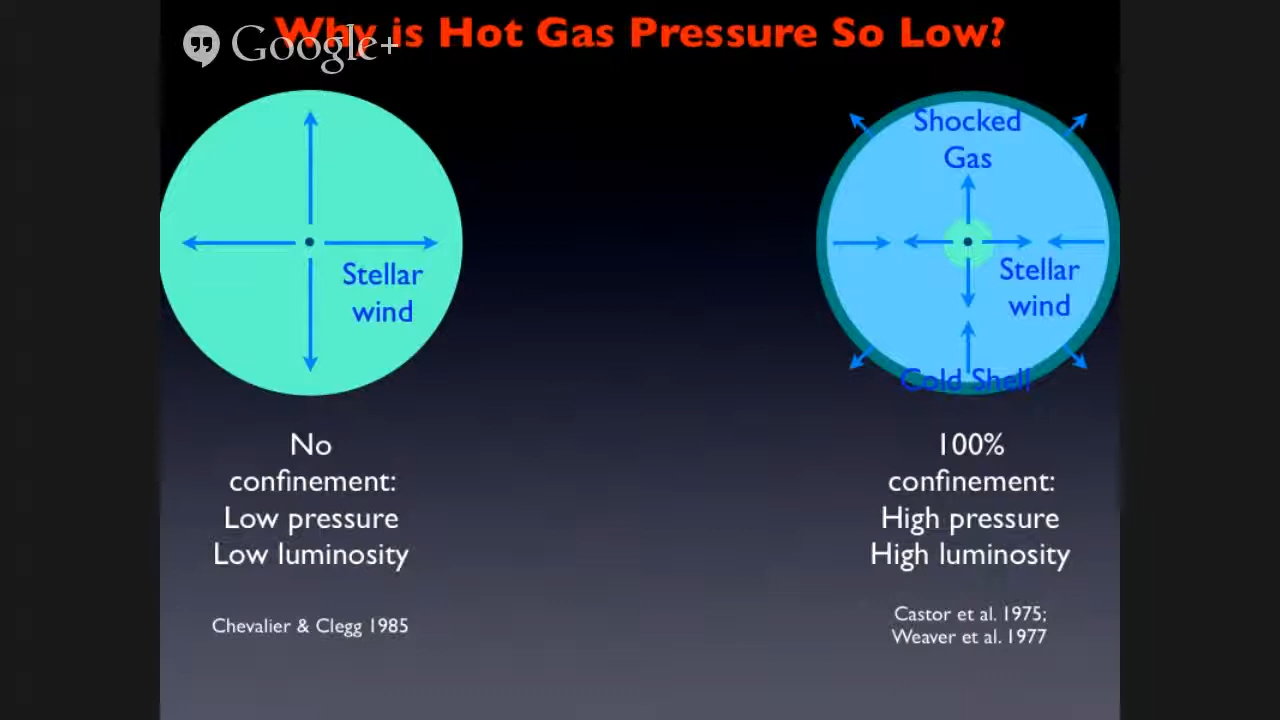 Why is Hot Gas Pressure So Low?
Google+
Stellar
wind
No
confinement:
Low pressure
Low luminosity
Chevalier & Clegg 1985
Shocked
Gas
Stellar
wind
Cold Shell
100%
confinement:
High pressure
High luminosity
Castor et al. 1975;
Weaver et al. 1977